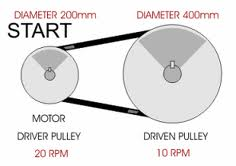 DIAMETER 200mm DIAMETER 400mm
START
MOTOR
DRIVER PULLEY DRIVEN PULLEY
20 RPM 10 RPM